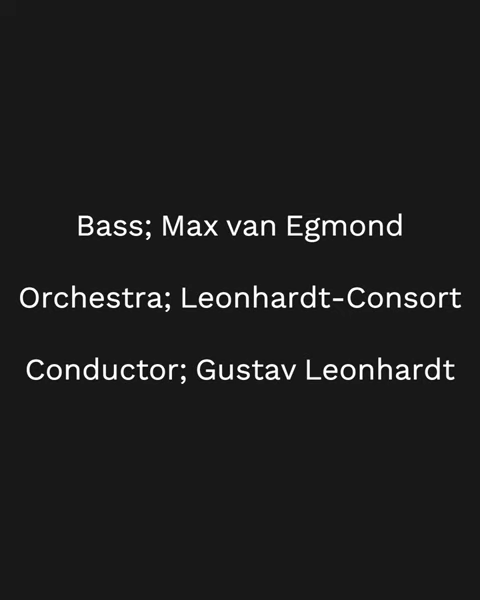 Bass; Max van Egmond
Orchestra; Leonhardt-Consort
Conductor; Gustav Leonhardt